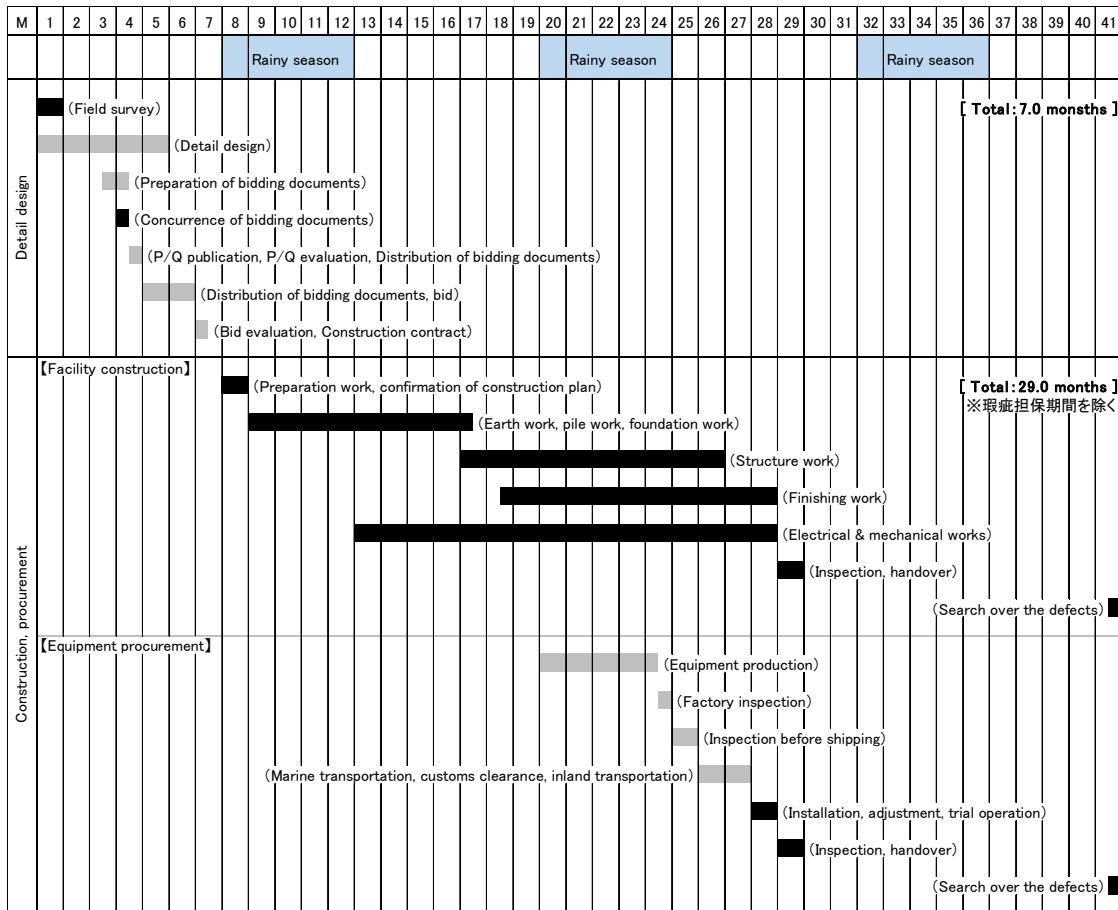 M 1 2 3 4 5 6 7 8 9 10 11 12 13 14 15 16 17 18 19 20 21 22 23 24 25 26 27 28 29 30 31 32 33 34 35 36 37 38 39 40 41
Rainy season Rainy season Rainy season
Detail design
(Field survey) [ Total:7.0 monsths ]
(Detail design)
(Preparation of bidding documents)
(Concurrence of bidding documents)
(P/Q publication, P/Q evaluation, Distribution of bidding documents)
(Distribution of bidding documents, bid)
(Bid evaluation, Construction contract)
Construction, procurement
【Facility construction】
(Preparation work, confirmation of construction plan) [ Total:29.0 months ]
※瑕疵担保期間を除く
(Earth work, pile work, foundation work)
(Structure work)
(Finishing work)
(Electrical & mechanical works)
(Inspection, handover)
(Search over the defects)
【Equipment procurement】
(Equipment production)
(Factory inspection)
(Inspection before shipping)
(Marine transportation, customs clearance, inland transportation)
(Installation, adjustment, trial operation)
(Inspection, handover)
(Search over the defects)